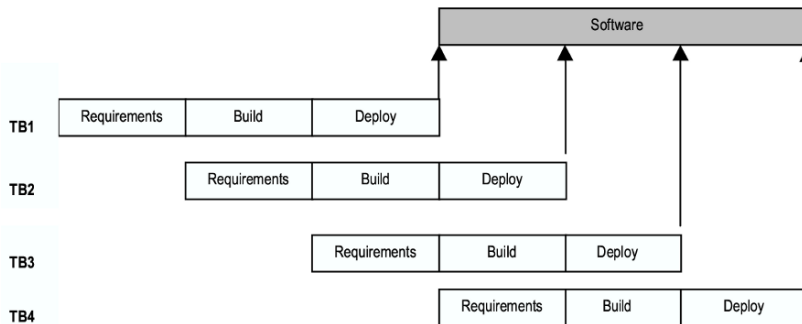 Software
TB1 Requirements Build Deploy
TB2 Requirements Build Deploy
TB3 Requirements Build Deploy
TB4 Requirements Build Deploy